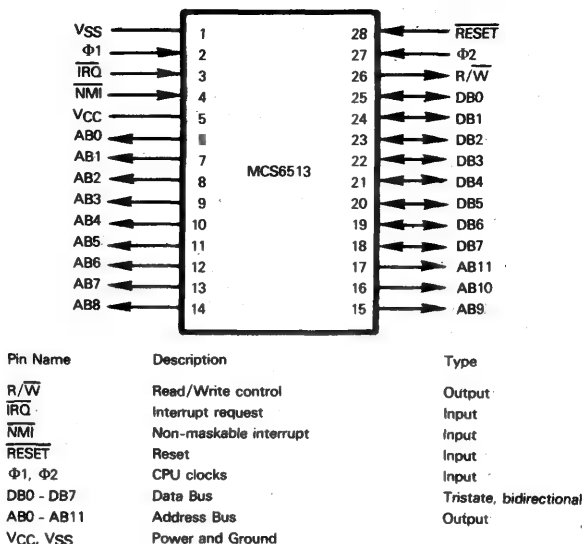 VSS 1 28 RESET
Φ1 2 27 Φ2
IRQ 3 26 R/W
NMI 4 25 DB0
VCC 5 24 DB1
AB0 23 DB2
AB1 7 22 DB3
AB2 8 MCS6513 21 DB4
AB3 9 20 DB5
AB4 10 19 DB6
AB5 11 18 DB7
AB6 12 17 AB11
AB7 13 16 AB10
AB8 14 15 AB9
Pin Name Description Type
R/W Read/Write control Output
IRQ Interrupt request Input
NMI Non-maskable interrupt Input
RESET Reset Input
Φ1, Φ2 CPU clocks Input
DB0 - DB7 Data Bus Tristate, bidirectional
AB0 - AB11 Address Bus Output
VCC, VSS Power and Ground